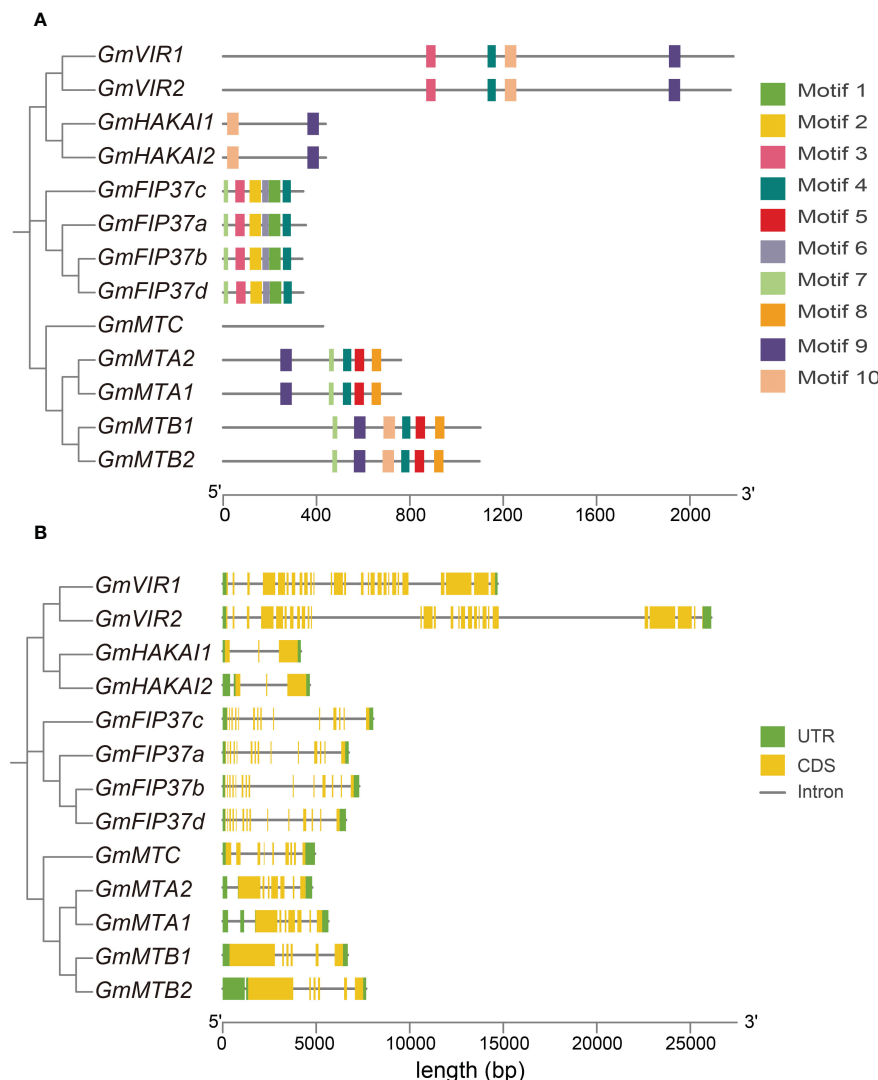 A
GmVIR1
GmVIR2
GmHAKAI1
GmHAKAI2
GmFIP37c
GmFIP37a
GmFIP37b
GmFIP37d
GmMTC
GmMTA2
GmMTA1
GmMTB1
GmMTB2
5' 3'
0 400 800 1200 1600 2000
Motif 1
Motif 2
Motif 3
Motif 4
Motif 5
Motif 6
Motif 7
Motif 8
Motif 9
Motif 10
B
GmVIR1
GmVIR2
GmHAKAI1
GmHAKAI2
GmFIP37c
GmFIP37a
GmFIP37b
GmFIP37d
GmMTC
GmMTA2
GmMTA1
GmMTB1
GmMTB2
5' 3'
0 5000 10000 15000 20000 25000
length (bp)
UTR
CDS
Intron